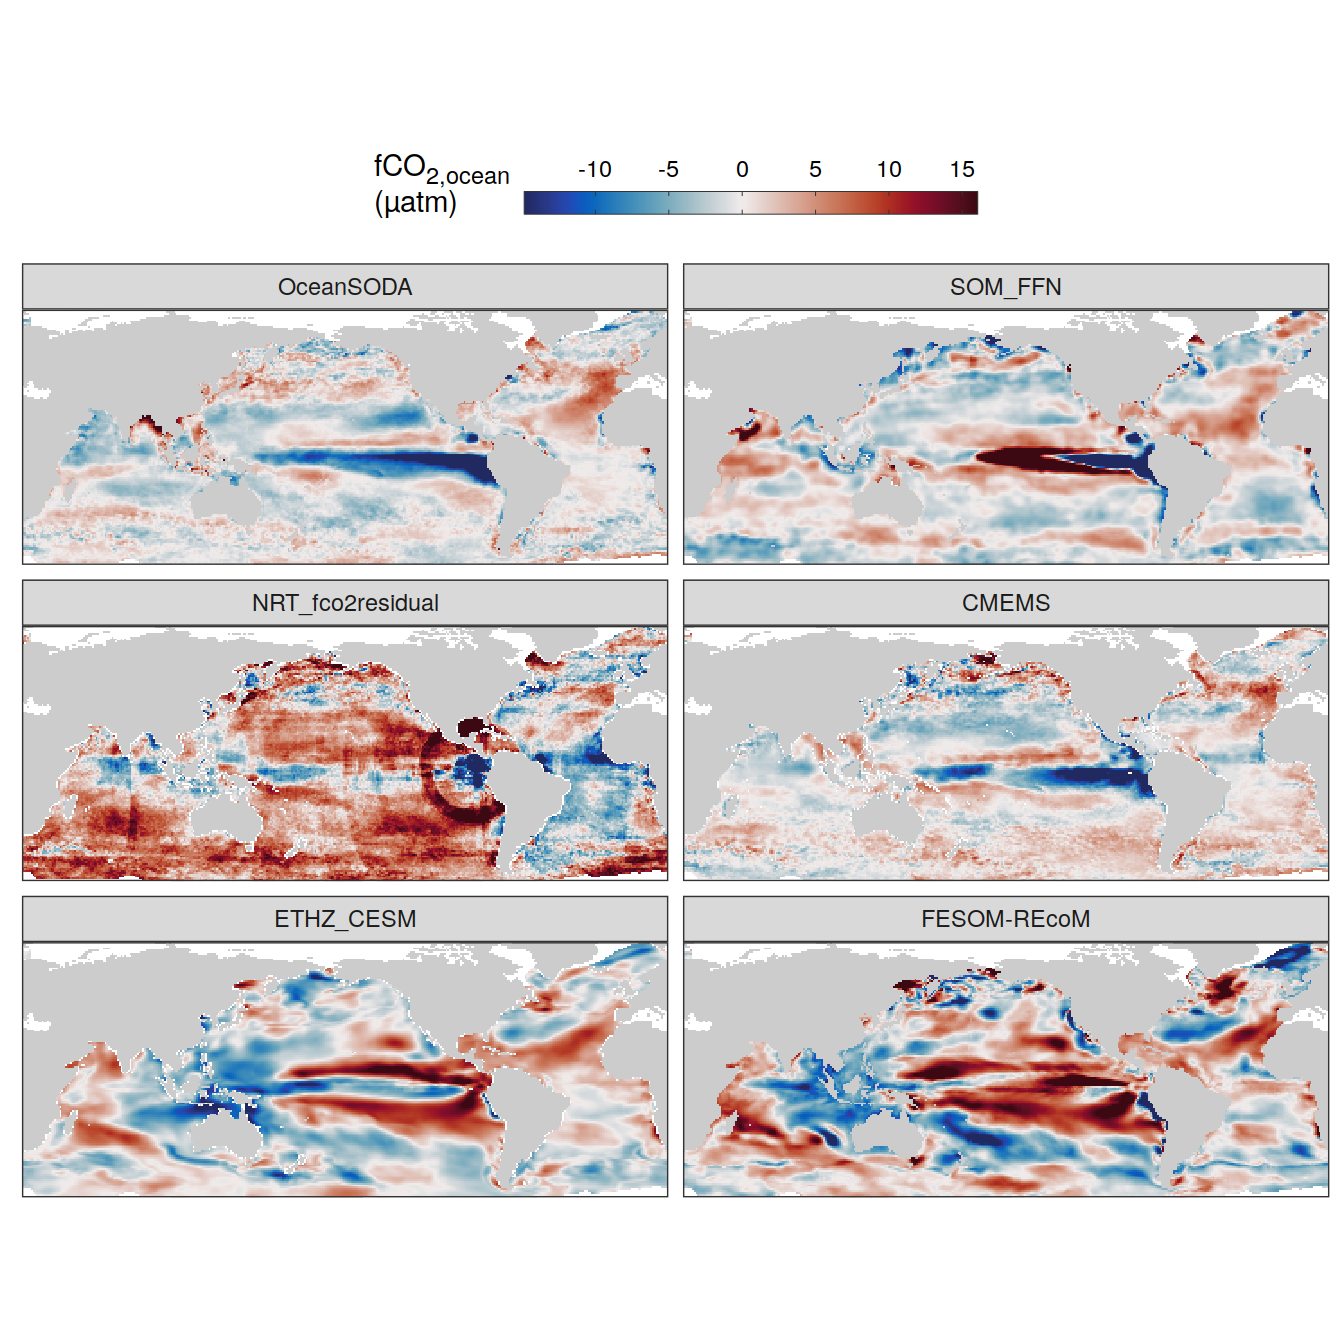 fCO2,ocean
(µatm)
-10 -5 0 5 10 15
OceanSODA
SOM_FFN
NRT_fco2residual
CMEMS
ETHZ_CESM
FESOM-REcoM